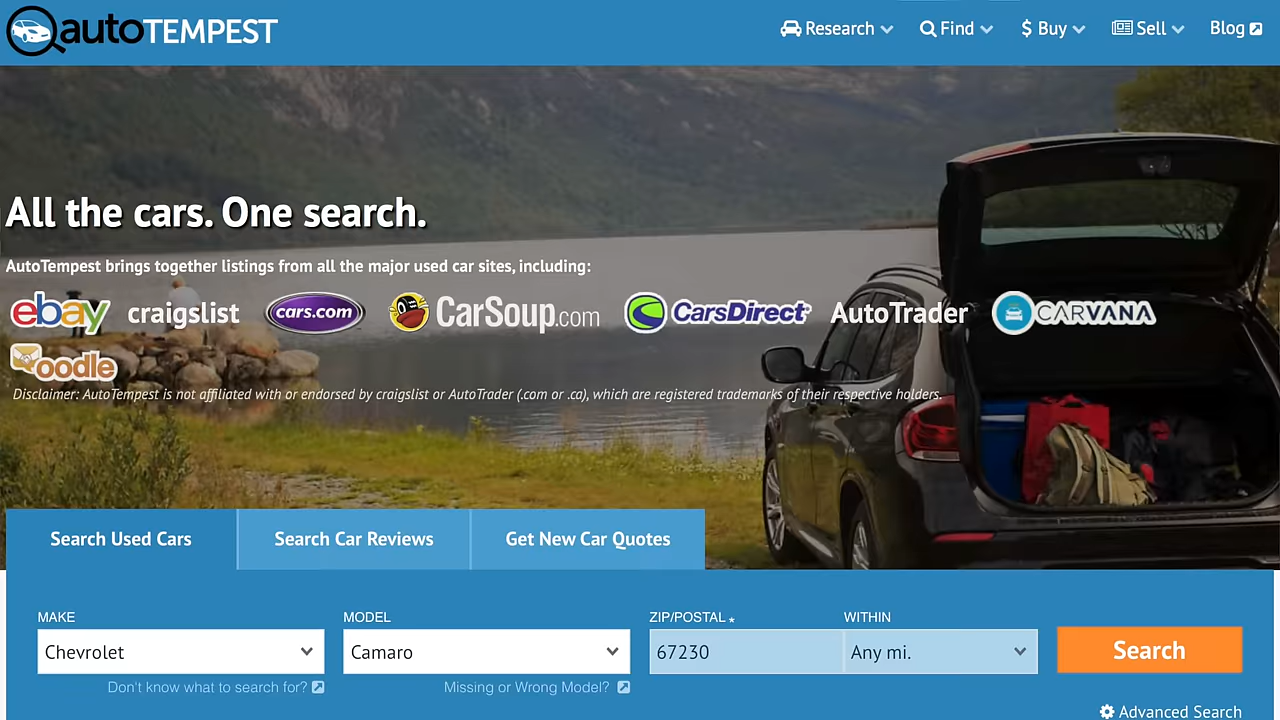 autoTEMPEST
Research
Find
$ Buy
Sell
Blog
All the cars. One search.
AutoTempest brings together listings from all the major used car sites, including:
ebay craigslist cars.com CarSoup.com CarsDirect AutoTrader CARVANA
oodle
Disclaimer: AutoTempest is not affiliated with or endorsed by craigslist or AutoTrader (.com or .ca), which are registered trademarks of their respective holders.
Search Used Cars
Search Car Reviews
Get New Car Quotes
MAKE
MODEL
ZIP/POTAL *
WITHIN
Chevrolet
Camaro
67230
Any mi.
Search
Don't know what to search for?
Missing or Wrong Model?
Advanced Search